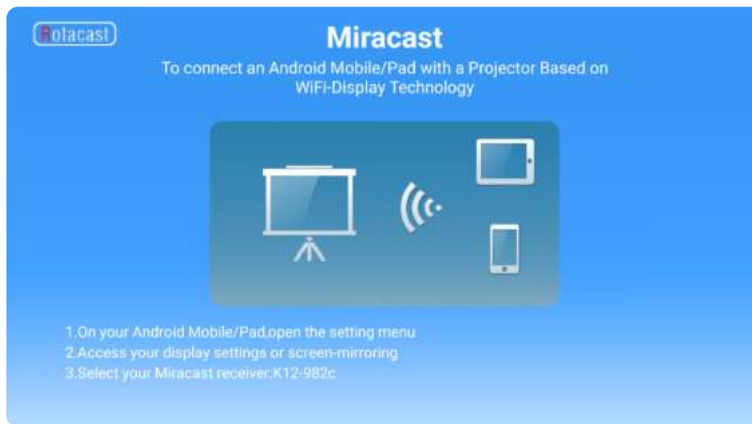 Rotacast
Miracast
To connect an Android Mobile/Pad with a Projector Based on
WiFi-Display Technology
1.On your Android Mobile/Pad,open the setting menu
2.Access your display settings or screen-mirroring
3.Select your Miracast receiver:K12-982c